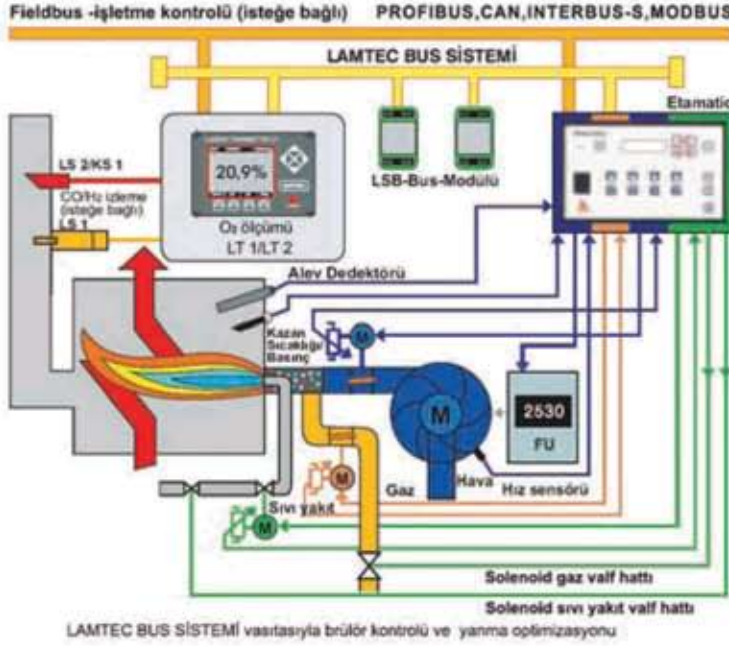 Fieldbus -işletme kontrolü (isteğe bağlı) PROFIBUS,CAN,INTERBUS-S,MODBUS
LAMTEC BUS SİSTEMİ
Etamatic
LS 2/KS 1
CO/H₂ izleme
(isteğe bağlı)
LS 1
20,9%
O₂ ölçümü
LT 1/LT 2
LSB-Bus-Modülü
Alev Dedektörü
Kazan
Sıcaklığı/
Basınç
M
M
2530
FU
M
Gaz
Hava
Hız sensörü
Sıvı yakıt
M
Solenoid gaz valf hattı
Solenoid sıvı yakıt valf hattı
LAMTEC BUS SİSTEMİ vasıtasıyla brülör kontrolü ve yanma optimizasyonu